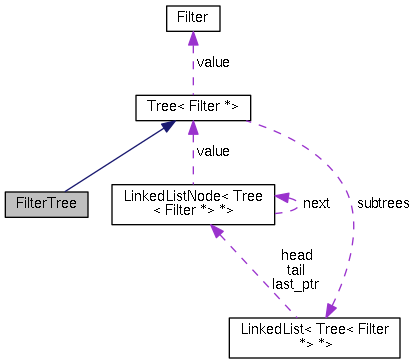 Filter
value
Tree< Filter *>
value
FilterTree
LinkedListNode< Tree
< Filter *> *>
next
subtrees
head
tail
last_ptr
LinkedList< Tree< Filter
*> *>